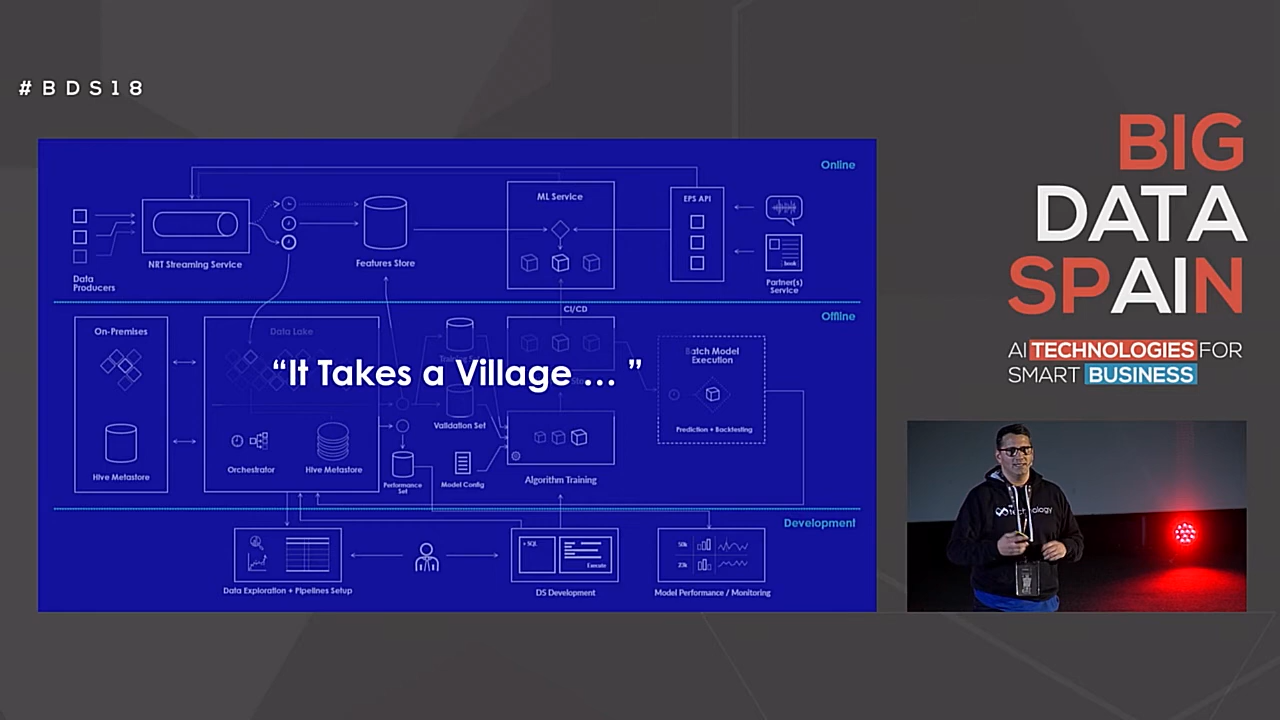 #BDS18
BIG
DATA
SPAIN
AI TECHNOLOGIES FOR
SMART BUSINESS
Online
ML Service
EPS API
NRT Streaming Service
Features Store
Data
Producers
Partner(s)
Service
CI/CD
Offline
On-Premises
Data Lake
Batch Model
Execution
“It Takes a Village ... ”
Validation Set
Prediction + Backtesting
Orchestrator
Hive Metastore
Hive Metastore
Performance
Set
Model Config
Algorithm Training
Development
+ SQL
Execute
Data Exploration + Pipelines Setup
DS Development
Model Performance / Monitoring
technology